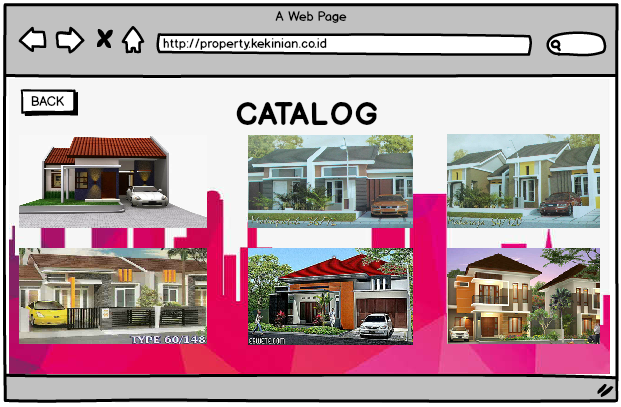 A Web Page
http://property.kekinian.co.id
BACK
CATALOG
TYPE 60/148